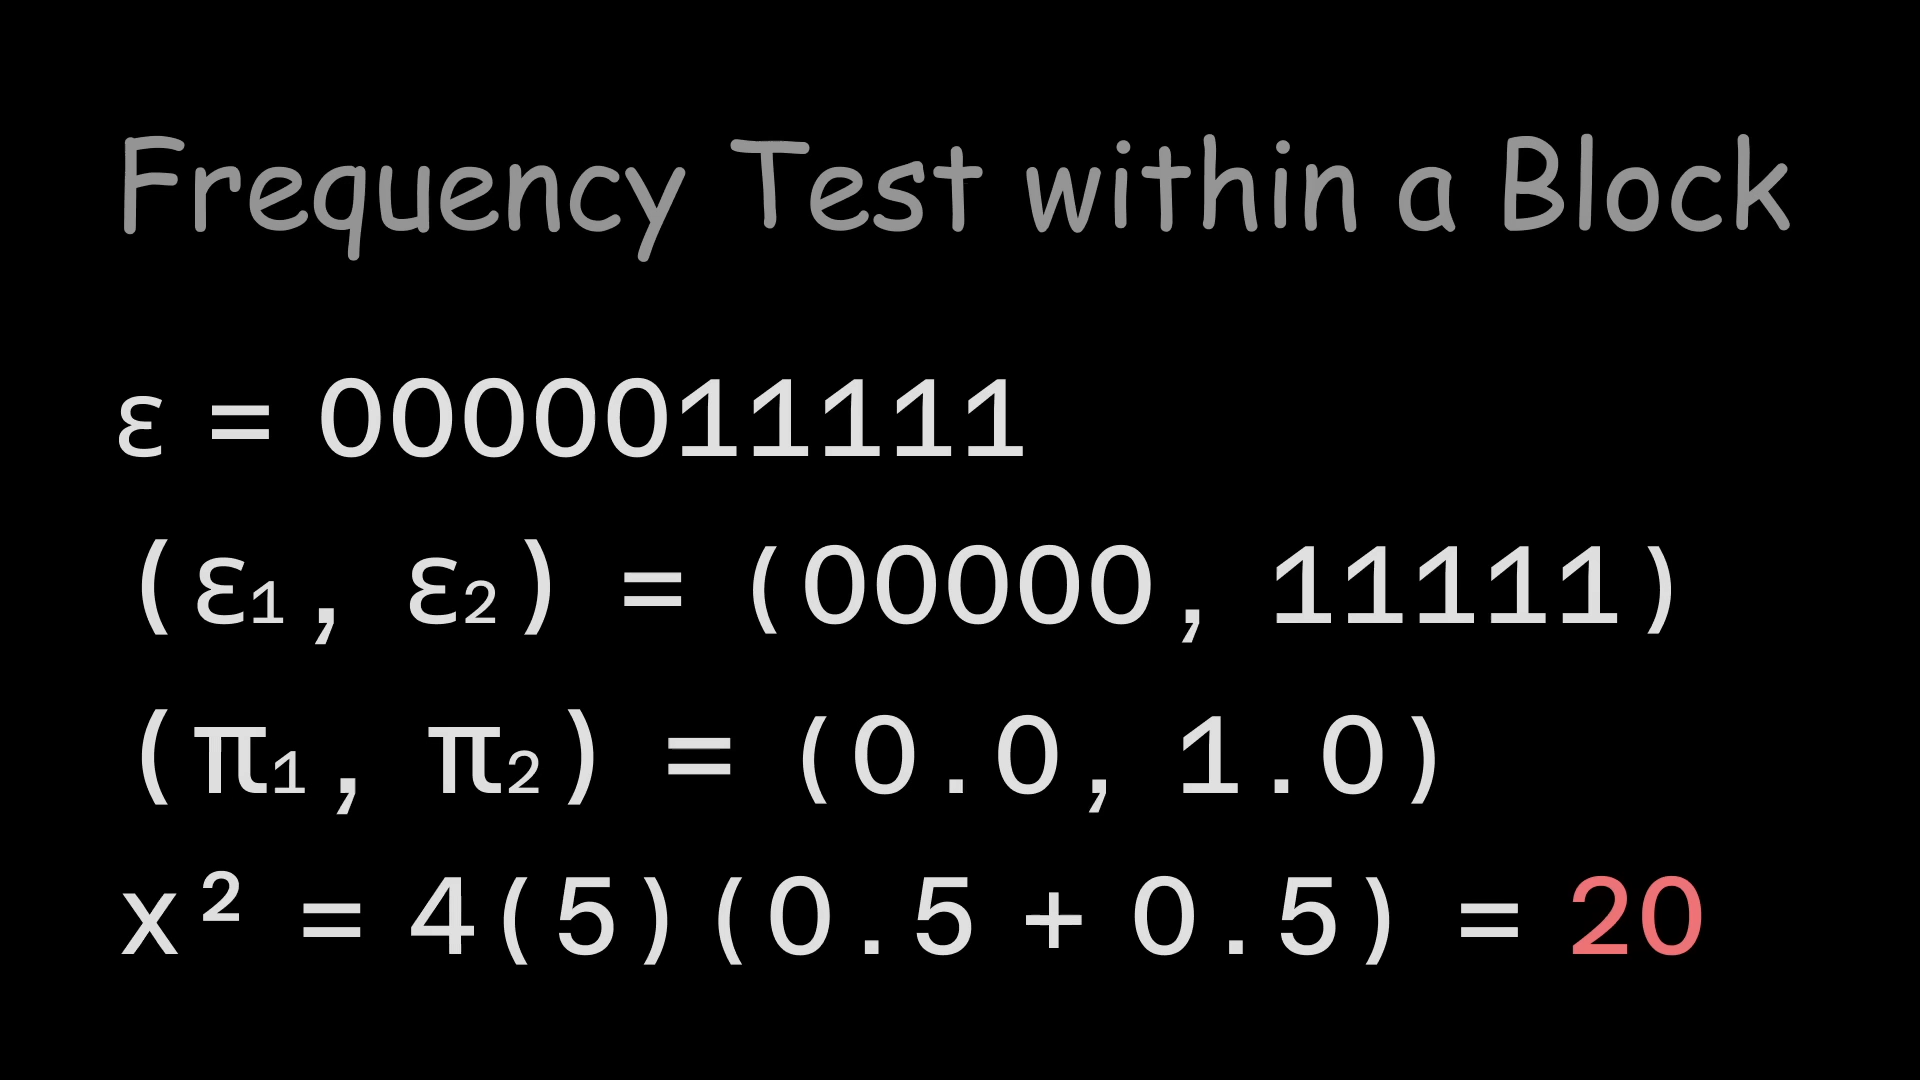 Frequency Test within a Block
ε = 0000011111
(ε₁, ε₂) = (00000, 11111)
(π₁, π₂) = (0.0, 1.0)
x² = 4(5)(0.5 + 0.5) = 20